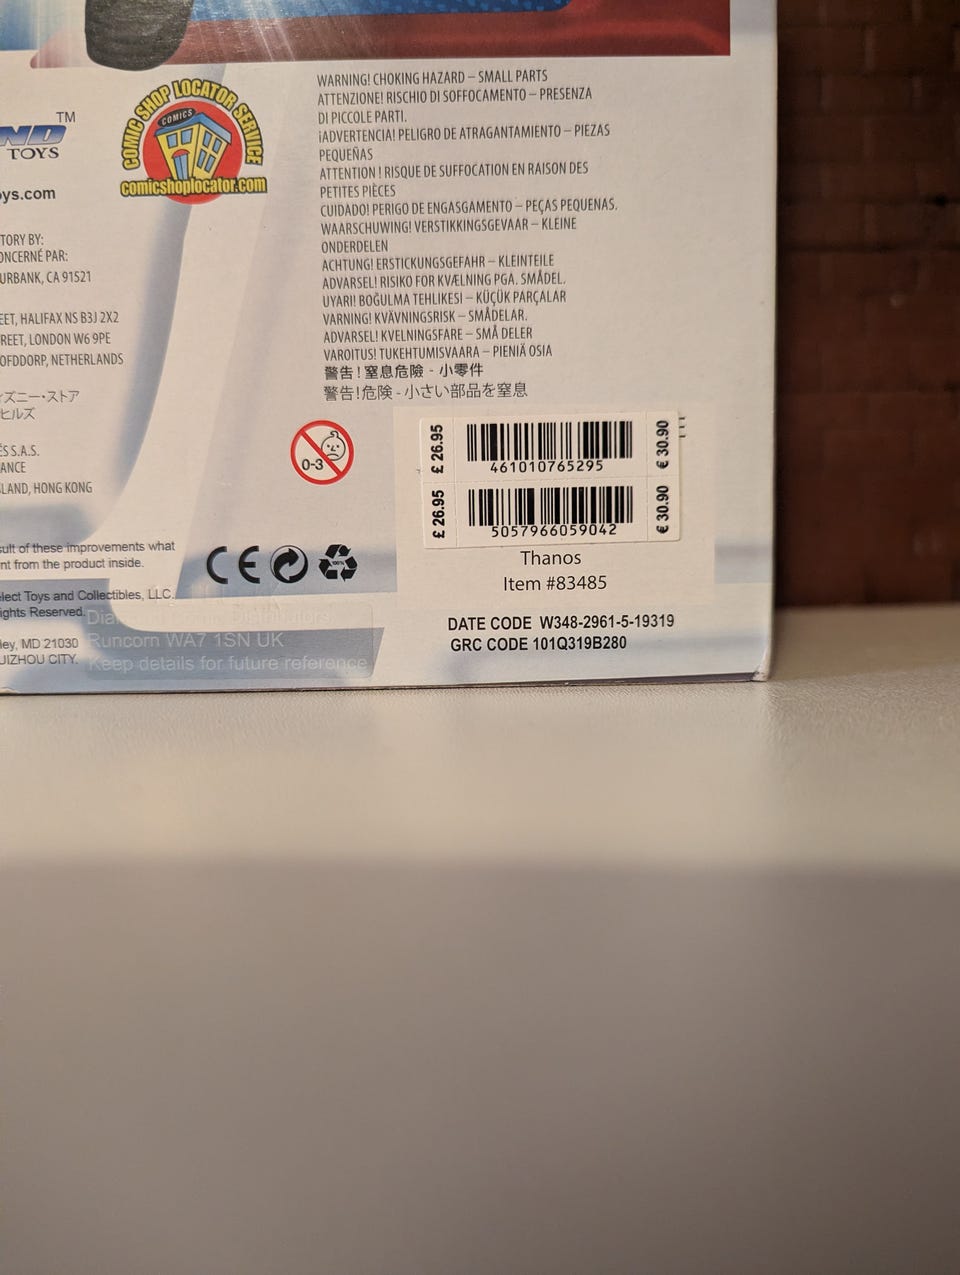 TM
ND
TOYS
COMIC SHOP LOCATOR SERVICE
COMICS
comicshoplocator.com
ys.com
TORY BY:
ONCERNÉ PAR:
URBANK, CA 91521
EET, HALIFAX NS B3J 2X2
REET, LONDON W6 9PE
OFDDORP, NETHERLANDS
ィズニー・ストア
ヒルズ
ÉS S.A.S.
ANCE
LAND, HONG KONG
sult of these improvements what
nt from the product inside.
elect Toys and Collectibles, LLC.
ights Reserved.
ley, MD 21030
UIZHOU CITY.
Runcorn WA7 1SN UK
Keep details for future reference
WARNING! CHOKING HAZARD – SMALL PARTS
ATTENZIONE! RISCHIO DI SOFFOCAMENTO – PRESENZA
DI PICCOLE PARTI.
¡ADVERTENCIA! PELIGRO DE ATRAGANTAMIENTO – PIEZAS
PEQUEÑAS
ATTENTION ! RISQUE DE SUFFOCATION EN RAISON DES
PETITES PIÈCES
CUIDADO! PERIGO DE ENGASGAMENTO – PEÇAS PEQUENAS.
WAARSCHUWING! VERSTIKKINGSGEVAAR – KLEINE
ONDERDELEN
ACHTUNG! ERSTICKUNGSGEFAHR – KLEINTEILE
ADVARSEL! RISIKO FOR KVÆLNING PGA. SMÅDEL.
UYARI! BOĞULMA TEHLIKESI – KÜÇÜK PARÇALAR
VARNING! KVÄVNINGSRISK – SMÅDELAR.
ADVARSEL! KVELNINGSFARE – SMÅ DELER
VAROITUS! TUKEHTUMISVAARA – PIENIÄ OSIA
警告!窒息危險 - 小零件
警告!危険 - 小さい部品を窒息
0-3
CE
100%
£ 26.95
461010765295
€ 30.90
£ 26.95
5057966059042
€ 30.90
Thanos
Item #83485
DATE CODE W348-2961-5-19319
GRC CODE 101Q319B280